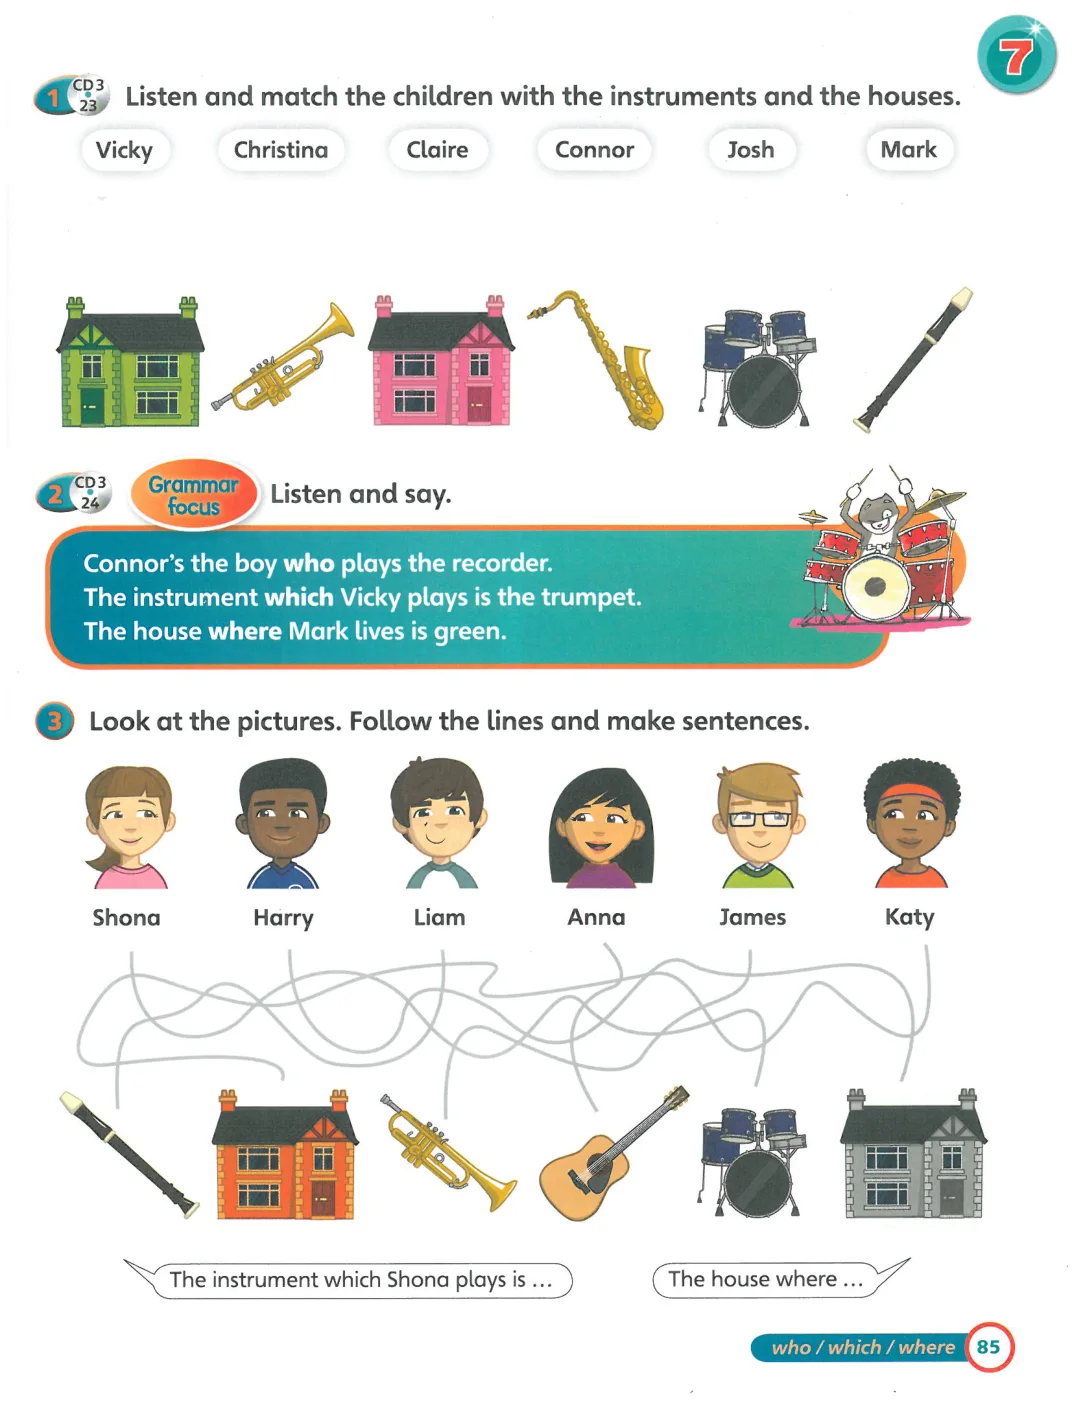 7
1 CD 3 23 Listen and match the children with the instruments and the houses.
Vicky Christina Claire Connor Josh Mark
2 CD 3 24 Grammar focus Listen and say.
Connor's the boy who plays the recorder.
The instrument which Vicky plays is the trumpet.
The house where Mark lives is green.
3 Look at the pictures. Follow the lines and make sentences.
Shona Harry Liam Anna James Katy
The instrument which Shona plays is ... The house where ...
who / which / where 85